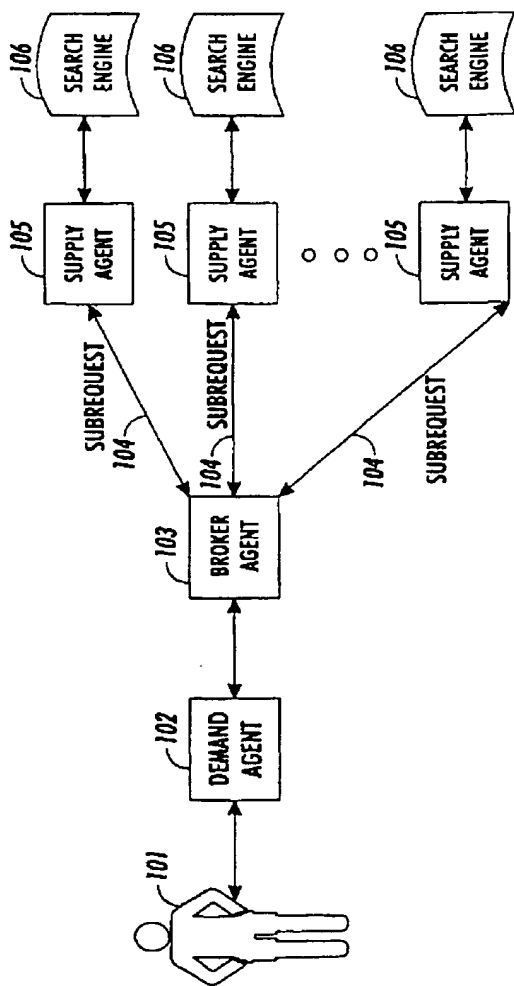 101
102
DEMAND
AGENT
103
BROKER
AGENT
SUBREQUEST
104
SUBREQUEST
104
104
SUBREQUEST
105
SUPPLY
AGENT
106
SEARCH
ENGINE
105
SUPPLY
AGENT
106
SEARCH
ENGINE
105
SUPPLY
AGENT
106
SEARCH
ENGINE